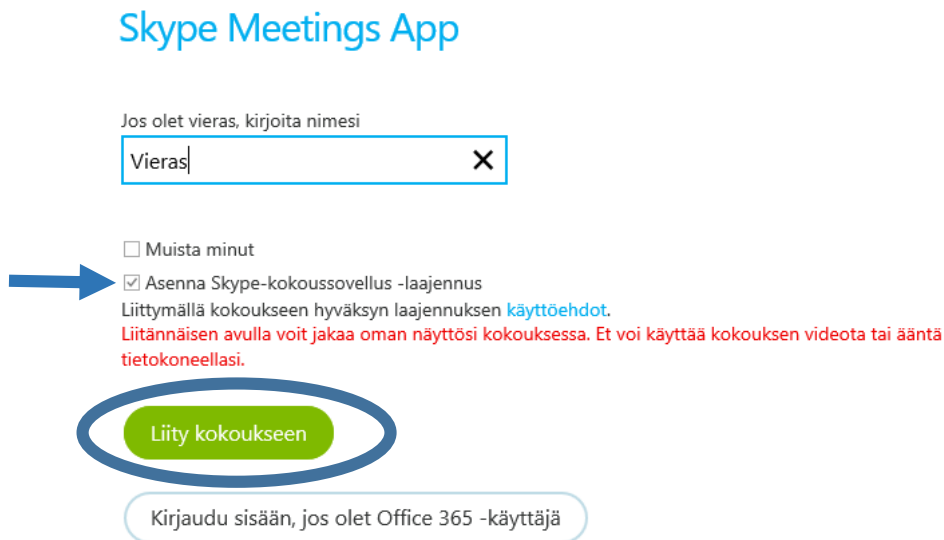 Skype Meetings App
Jos olet vieras, kirjoita nimesi
Vieras
Muista minut
Asenna Skype-kokoussovellus -laajennus
Liittymällä kokoukseen hyväksyn laajennuksen käyttöehdot.
Liitännäisen avulla voit jakaa oman näyttösi kokouksessa. Et voi käyttää kokouksen videota tai ääntä
tietokoneellasi.
Liity kokoukseen
Kirjaudu sisään, jos olet Office 365 -käyttäjä